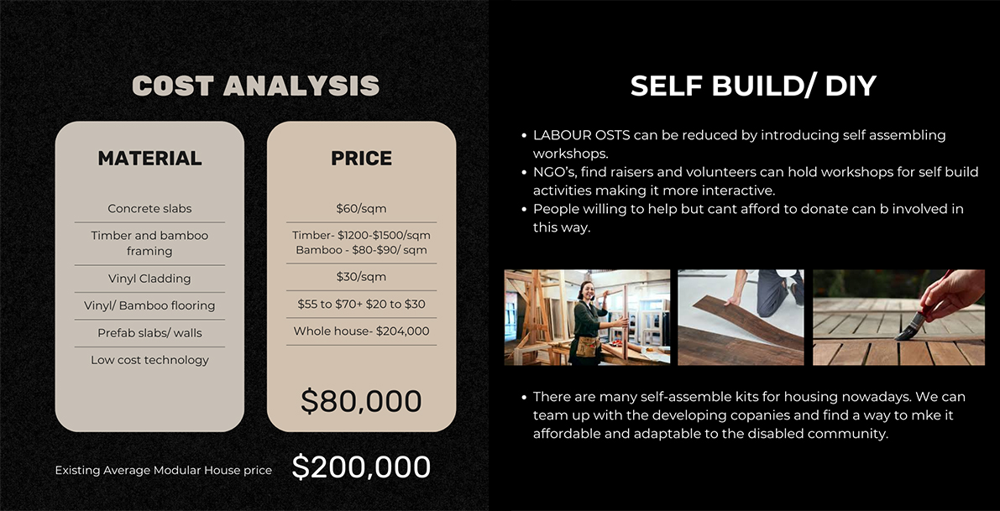 COST ANALYSIS
MATERIAL
Concrete slabs
Timber and bamboo
framing
Vinyl Cladding
Vinyl/ Bamboo flooring
Prefab slabs/ walls
Low cost technology
PRICE
$60/sqm
Timber- $1200-$1500/sqm
Bamboo - $80-$90/ sqm
$30/sqm
$55 to $70+ $20 to $30
Whole house- $204,000
$80,000
Existing Average Modular House price $200,000
SELF BUILD/ DIY
• LABOUR OSTS can be reduced by introducing self assembling
workshops.
• NGO's, find raisers and volunteers can hold workshops for self build
activities making it more interactive.
• People willing to help but cant afford to donate can b involved in
this way.
• There are many self-assemble kits for housing nowadays. We can
team up with the developing copanies and find a way to mke it
affordable and adaptable to the disabled community.